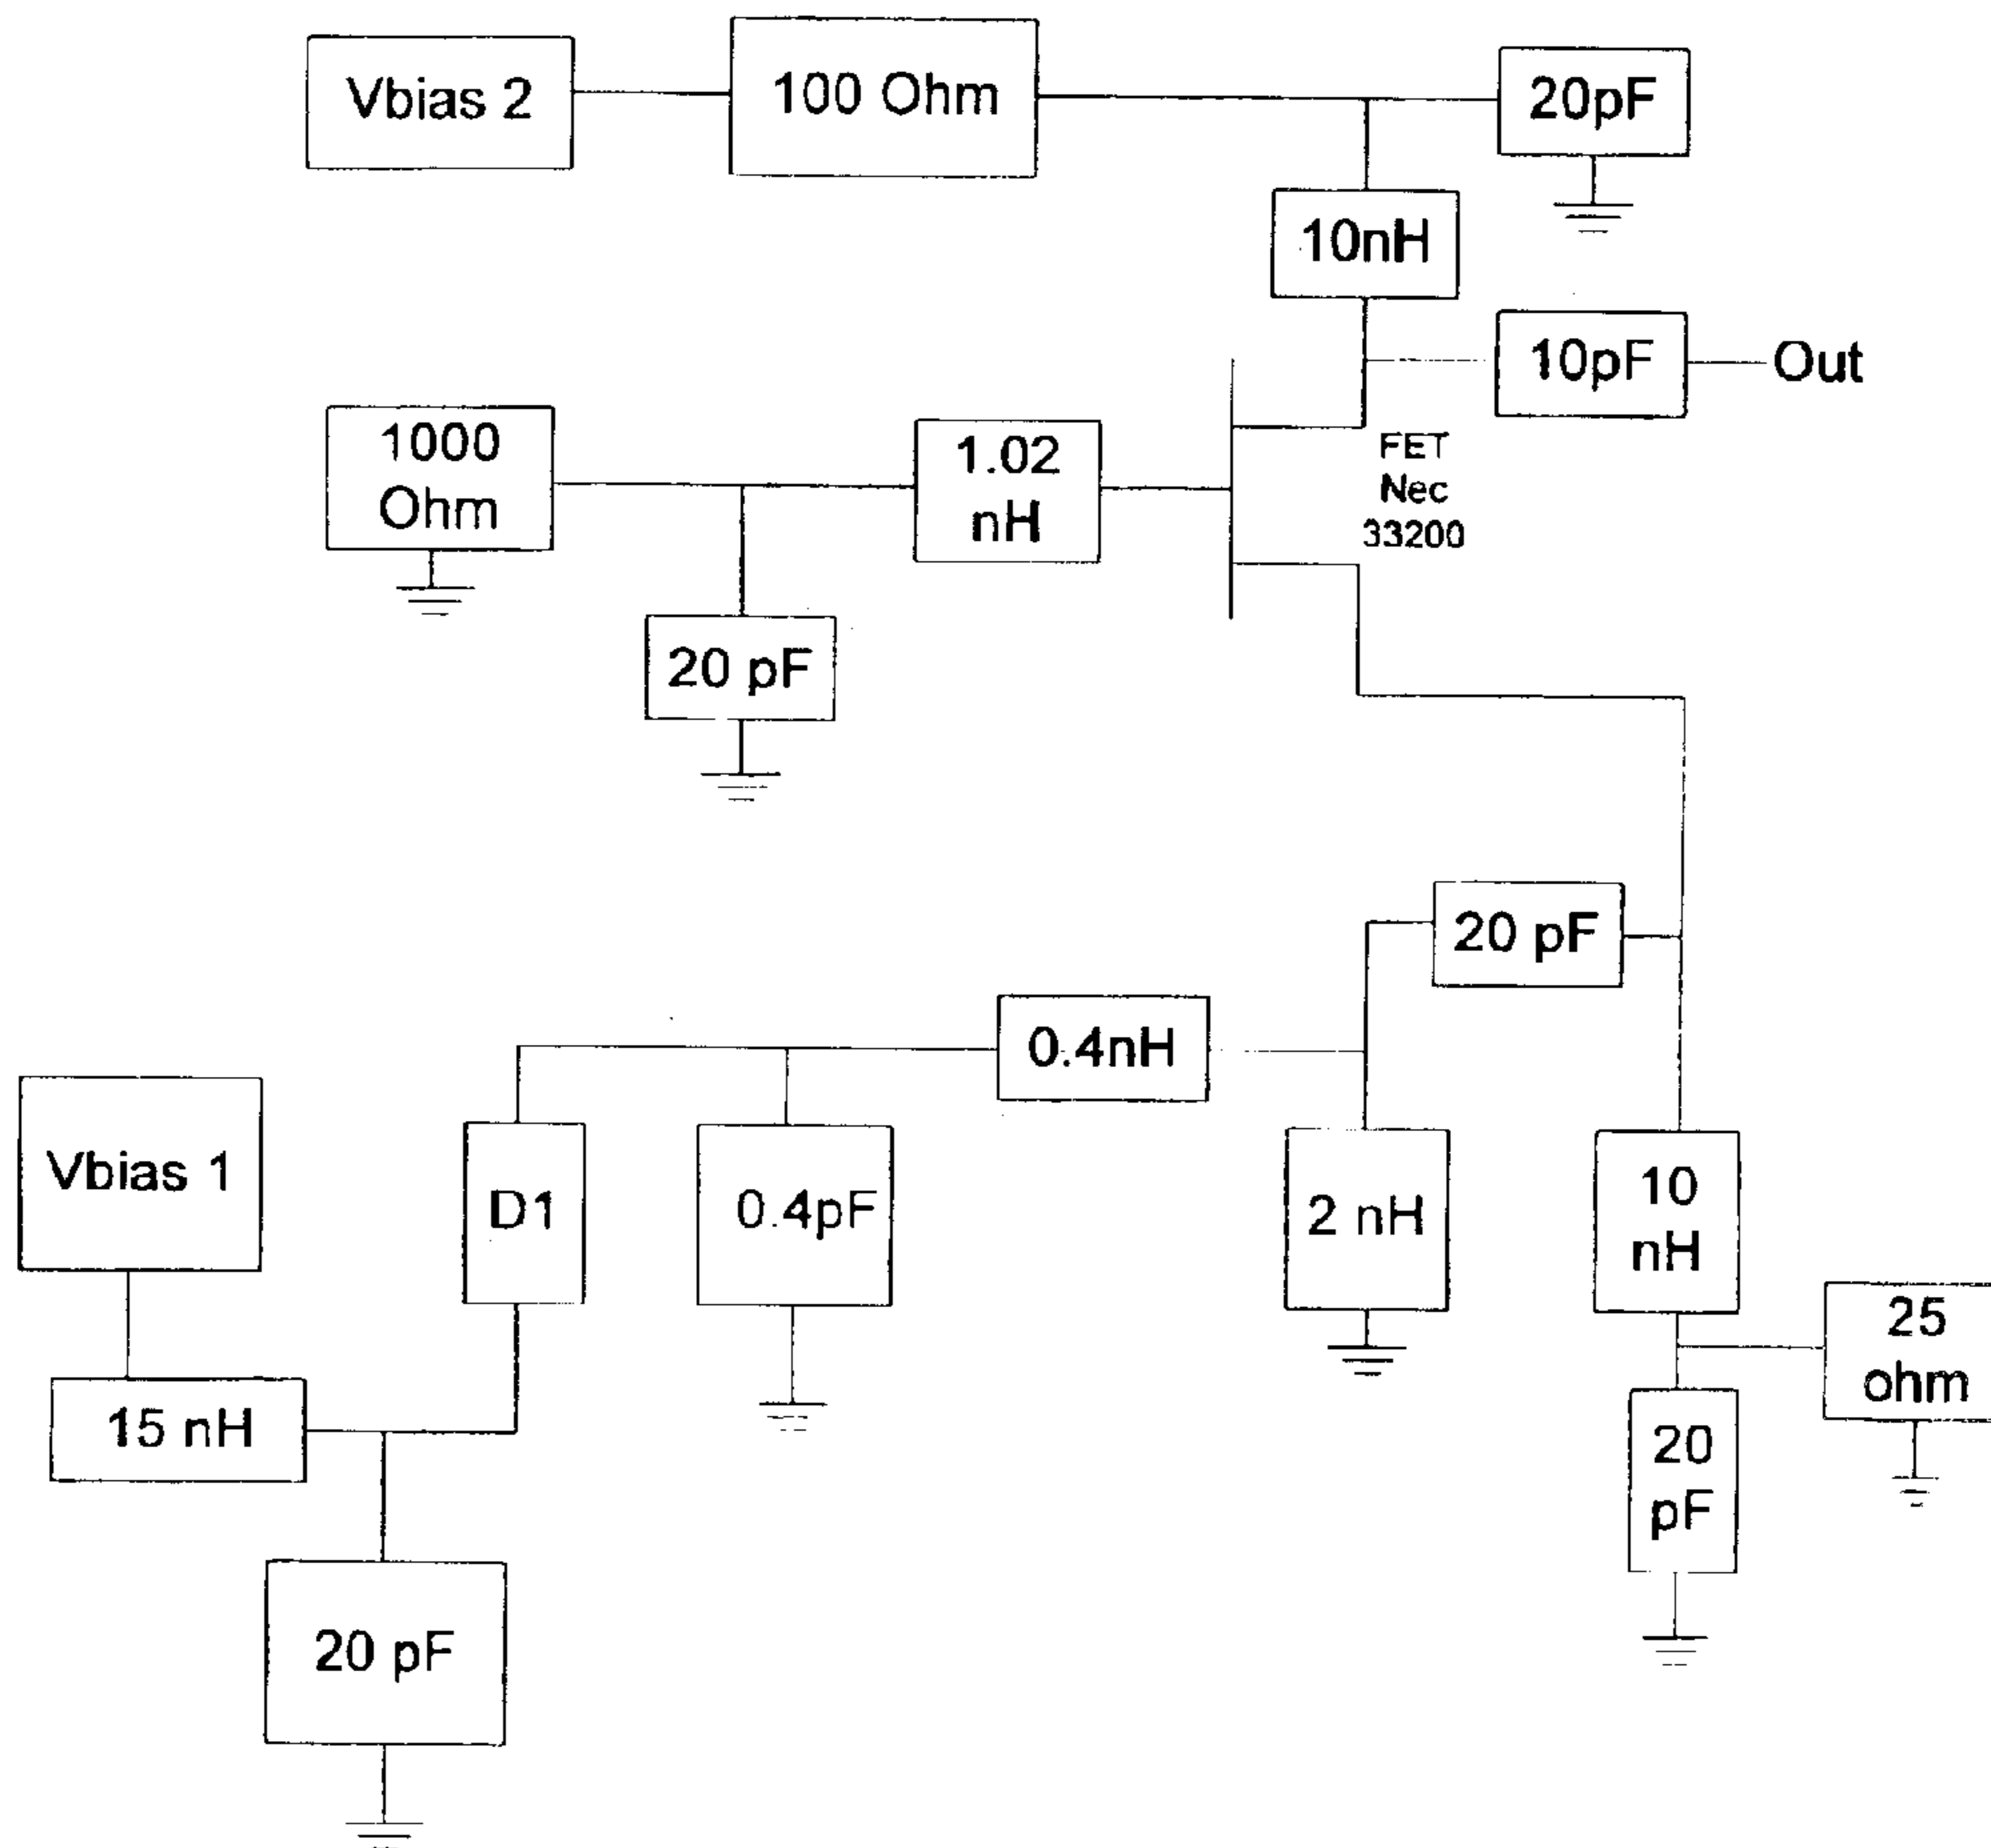 Vbias 2
100 Ohm
20pF
10nH
10pF
Out
1000
Ohm
1.02
nH
FET
Nec
33200
20 pF
20 pF
0.4nH
Vbias 1
D1
0.4pF
2 nH
10
nH
25
ohm
15 nH
20
pF
20 pF